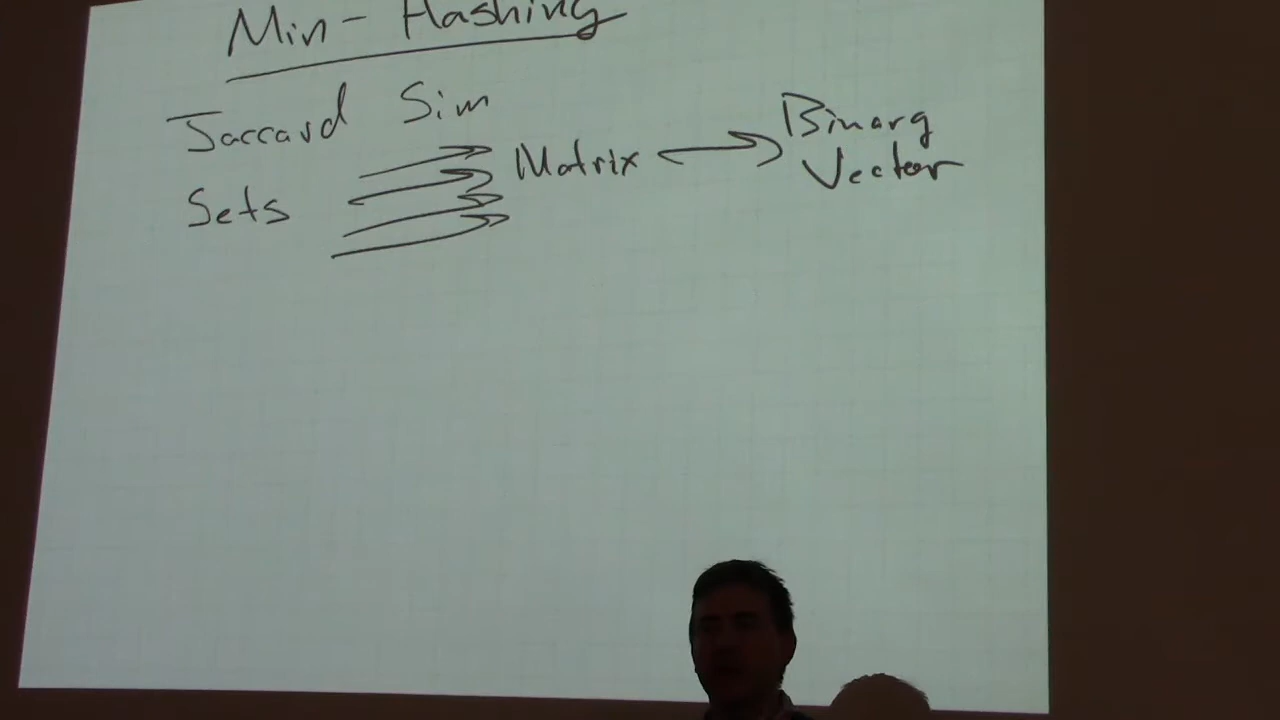 Min-Hashing
Jaccard Sim
Sets
Matrix
Binary
Vector